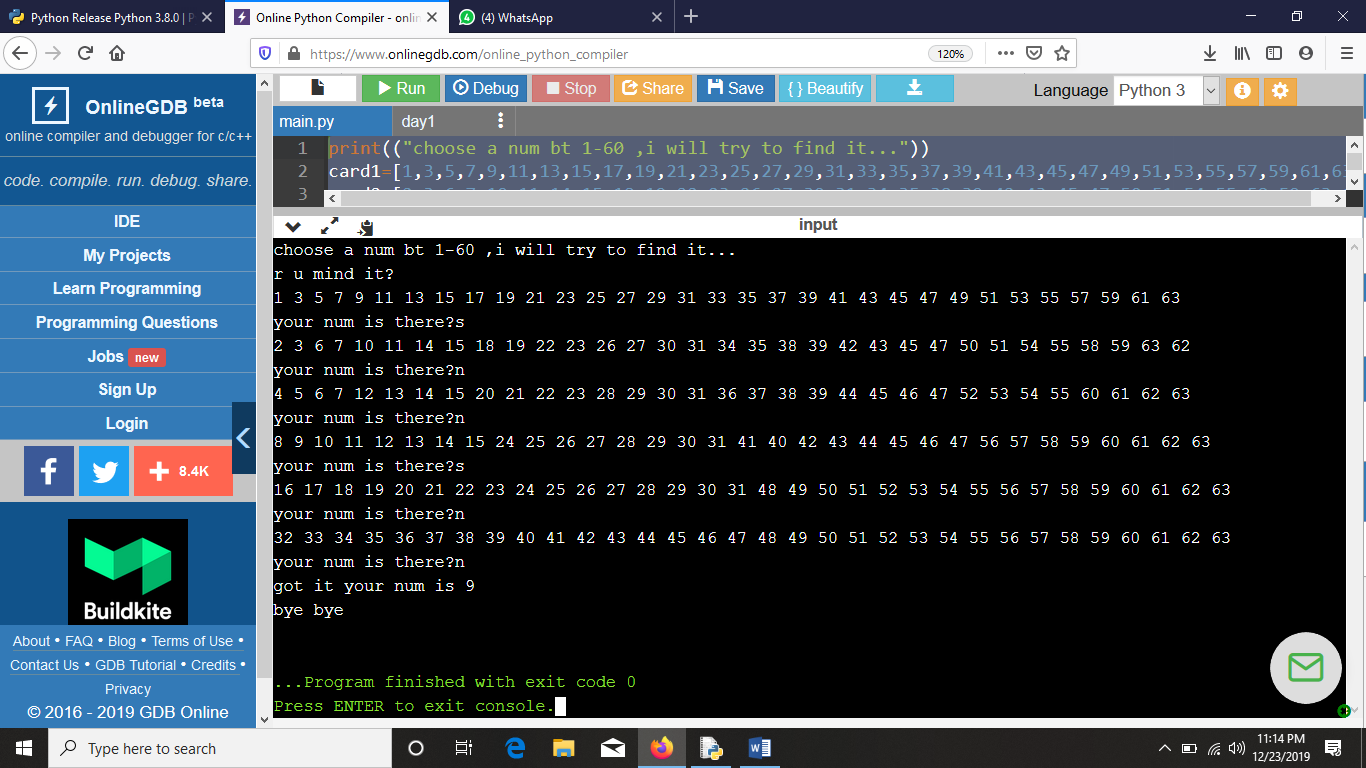 Python Release Python 3.8.0 | P
Online Python Compiler - onlin
(4) WhatsApp
https://www.onlinegdb.com/online_python_compiler
120%
OnlineGDB beta
online compiler and debugger for c/c++
code. compile. run. debug. share.
IDE
My Projects
Learn Programming
Programming Questions
Jobs new
Sign Up
Login
8.4K
Buildkite
About • FAQ • Blog • Terms of Use •
Contact Us • GDB Tutorial • Credits •
Privacy
© 2016 - 2019 GDB Online
Run
Debug
Stop
Share
Save
{ } Beautify
Language Python 3
main.py
day1
1 print(("choose a num bt 1-60 ,i will try to find it..."))
2 card1=[1,3,5,7,9,11,13,15,17,19,21,23,25,27,29,31,33,35,37,39,41,43,45,47,49,51,53,55,57,59,61,6
3
input
choose a num bt 1-60 ,i will try to find it...
r u mind it?
1 3 5 7 9 11 13 15 17 19 21 23 25 27 29 31 33 35 37 39 41 43 45 47 49 51 53 55 57 59 61 63
your num is there?s
2 3 6 7 10 11 14 15 18 19 22 23 26 27 30 31 34 35 38 39 42 43 45 47 50 51 54 55 58 59 63 62
your num is there?n
4 5 6 7 12 13 14 15 20 21 22 23 28 29 30 31 36 37 38 39 44 45 46 47 52 53 54 55 60 61 62 63
your num is there?n
8 9 10 11 12 13 14 15 24 25 26 27 28 29 30 31 41 40 42 43 44 45 46 47 56 57 58 59 60 61 62 63
your num is there?s
16 17 18 19 20 21 22 23 24 25 26 27 28 29 30 31 48 49 50 51 52 53 54 55 56 57 58 59 60 61 62 63
your num is there?n
32 33 34 35 36 37 38 39 40 41 42 43 44 45 46 47 48 49 50 51 52 53 54 55 56 57 58 59 60 61 62 63
your num is there?n
got it your num is 9
bye bye
...Program finished with exit code 0
Press ENTER to exit console.
Type here to search
11:14 PM
12/23/2019